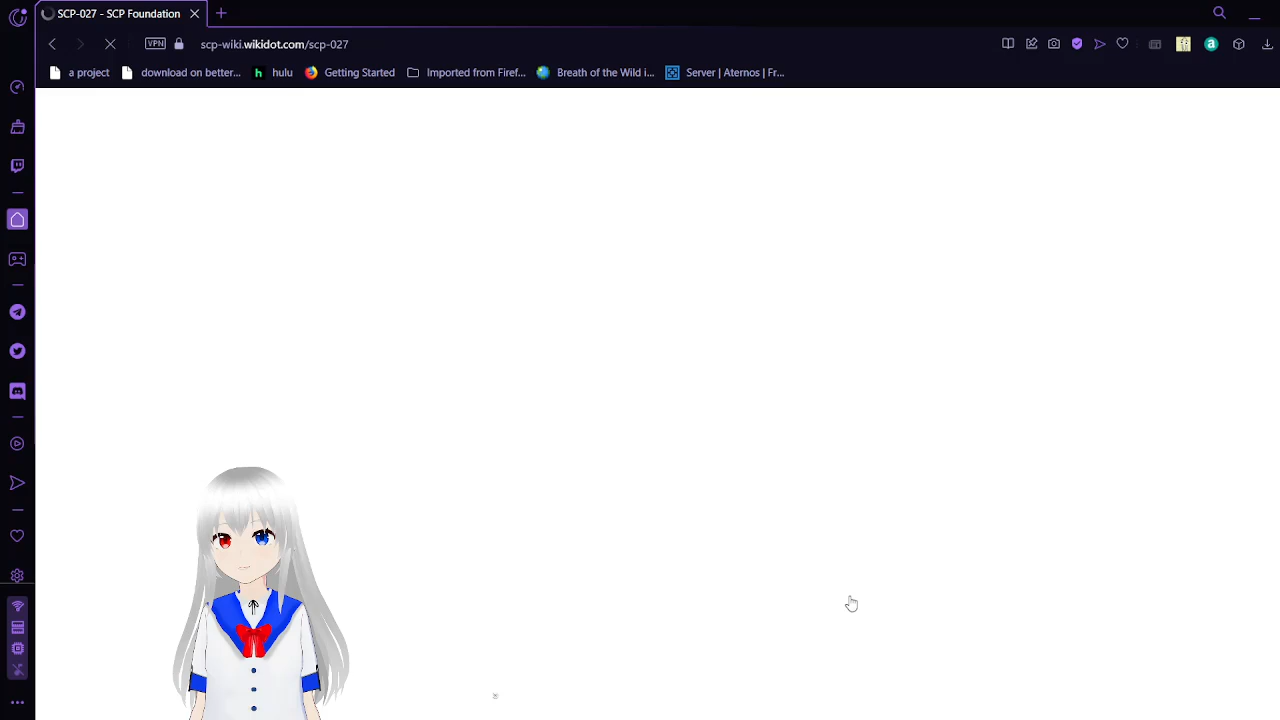 SCP-027 - SCP Foundation
VPN
scp-wiki.wikidot.com/scp-027
a project
download on better...
h hulu
Getting Started
Imported from Firef...
Breath of the Wild i...
Server | Aternos | Fr...
a